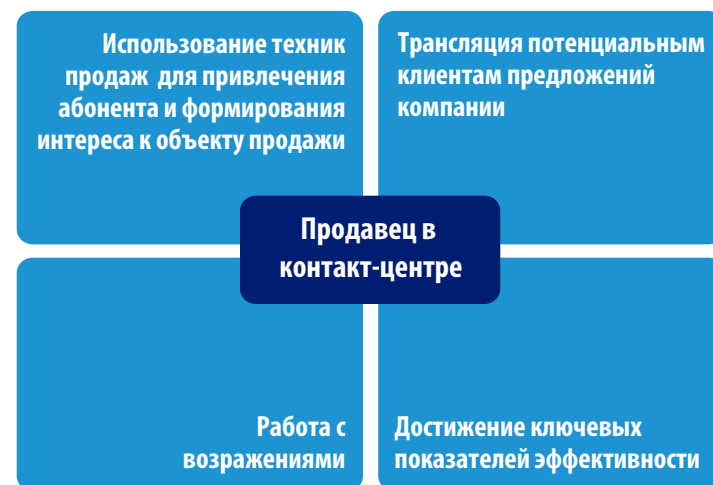 Использование техник
продаж для привлечения
абонента и формирования
интереса к объекту продажи
Трансляция потенциальным
клиентам предложений
компании
Продавец в
контакт-центре
Работа с
возражениями
Достижение ключевых
показателей эффективности